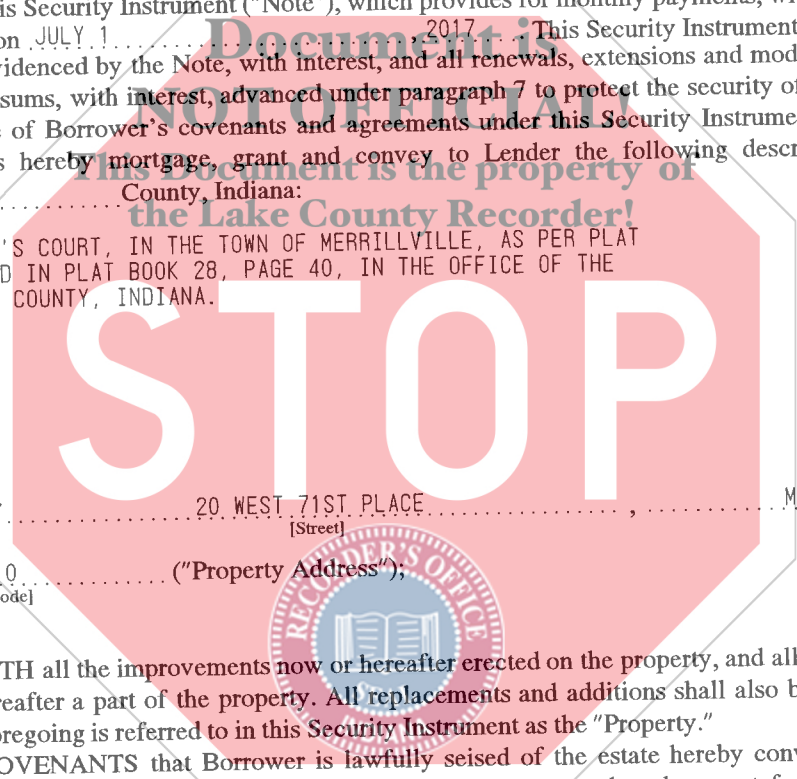 is Security Instrument ("Note"), which provides for monthly payments, wi
on JULY 1, 2017. This Security Instrument
videnced by the Note, with interest, and all renewals, extensions and mod
sums, with interest, advanced under paragraph 7 to protect the security of
of Borrower's covenants and agreements under this Security Instrume
s hereby mortgage, grant and convey to Lender the following descr
County, Indiana:
Document is
NOT OFFICIAL!
This Document is the property of
the Lake County Recorder!
'S COURT, IN THE TOWN OF MERRILLVILLE, AS PER PLAT
D IN PLAT BOOK 28, PAGE 40, IN THE OFFICE OF THE
COUNTY, INDIANA.
STOP
20 WEST 71ST PLACE, M
[Street]
0 ("Property Address");
ode]
RECORDER'S OFFICE
TH all the improvements now or hereafter erected on the property, and all
reafter a part of the property. All replacements and additions shall also b
oregoing is referred to in this Security Instrument as the "Property."
OVENANTS that Borrower is lawfully seised of the estate hereby conv